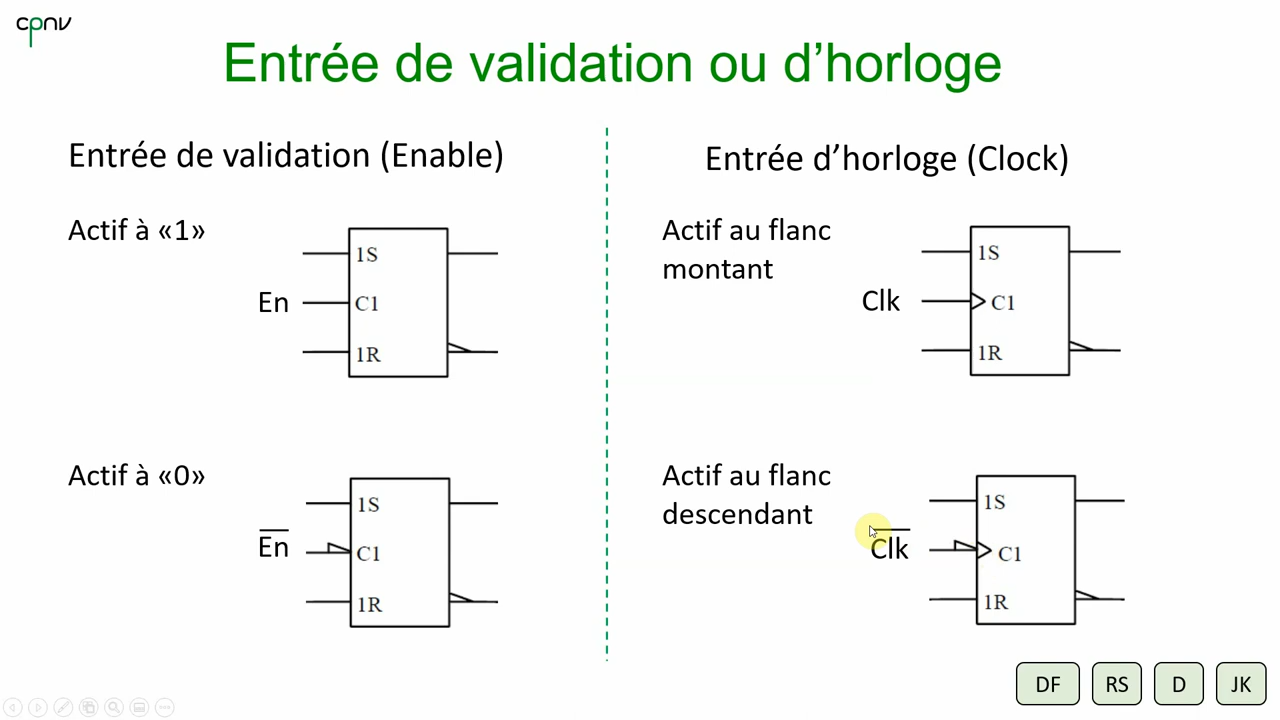 cpnv
Entrée de validation ou d’horloge
Entrée de validation (Enable)
Actif à «1»
En
1S
C1
1R
Actif à «0»
E̅n̅
1S
C1
1R
Entrée d’horloge (Clock)
Actif au flanc
montant
Clk
1S
C1
1R
Actif au flanc
descendant
C̅l̅k̅
1S
C1
1R
DF
RS
D
JK